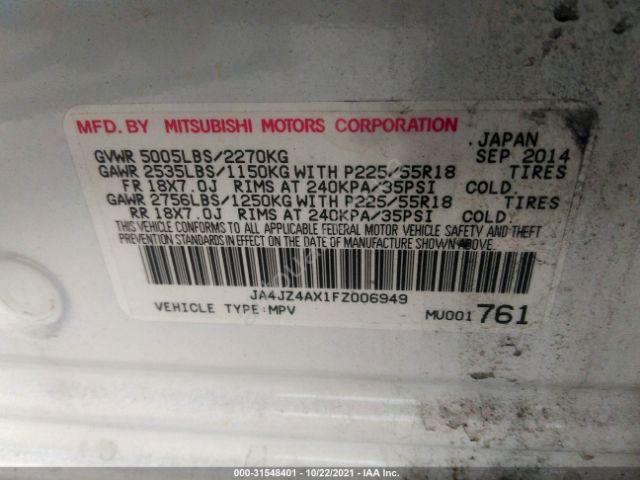 MFD. BY MITSUBISHI MOTORS CORPORATION
, JAPAN
GVWR 5005LBS/2270KG SEP 2014
GAWR 2535LBS/1150KG WITH P225/55R18 TIRES
FR 18X7.0J RIMS AT 240KPA/35PSI COLD.
GAWR 2756LBS/1250KG WITH P225/55R18 TIRES
RR 18X7.0J RIMS AT 240KPA/35PSI COLD.
THIS VEHICLE CONFORMS TO ALL APPLICABLE FEDERAL MOTOR VEHICLE SAFETY AND THEFT
PREVENTION STANDARDS IN EFFECT ON THE DATE OF MANUFACTURE SHOWN ABOVE.
JA4JZ4AX1FZ006949
VEHICLE TYPE:MPV MU001 761
000-31548401 - 10/22/2021 - IAA Inc.